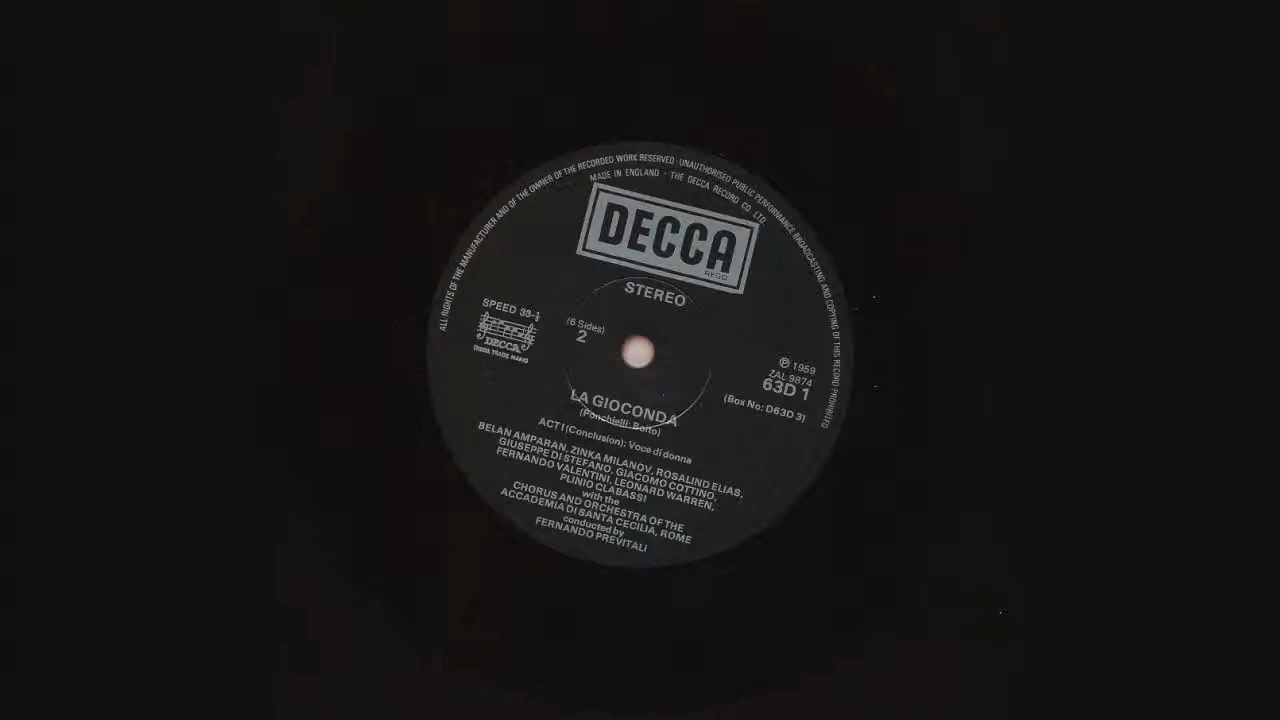 ALL RIGHTS OF THE MANUFACTURER AND OF THE OWNER OF THE RECORDED WORK RESERVED · UNAUTHORISED PUBLIC PERFORMANCE BROADCASTING AND COPYING OF THIS RECORD PROHIBITED
MADE IN ENGLAND · THE DECCA RECORD CO LTD
DECCA
REGD
STEREO
SPEED 33⅓
DECCA
(REGD. TRADE MARK)
(6 Sides)
2
℗ 1959
ZAL 9874
63D 1
(Box No: D63D 3)
LA GIOCONDA
(Ponchielli: Boito)
ACT I (Conclusion): Voce di donna
BELAN AMPARAN, ZINKA MILANOV, ROSALIND ELIAS,
GIUSEPPE DI STEFANO, GIACOMO COTTINO,
FERNANDO VALENTINI, LEONARD WARREN,
PLINIO CLABASSI
with the
CHORUS AND ORCHESTRA OF THE
ACCADEMIA DI SANTA CECILIA, ROME
conducted by
FERNANDO PREVITALI